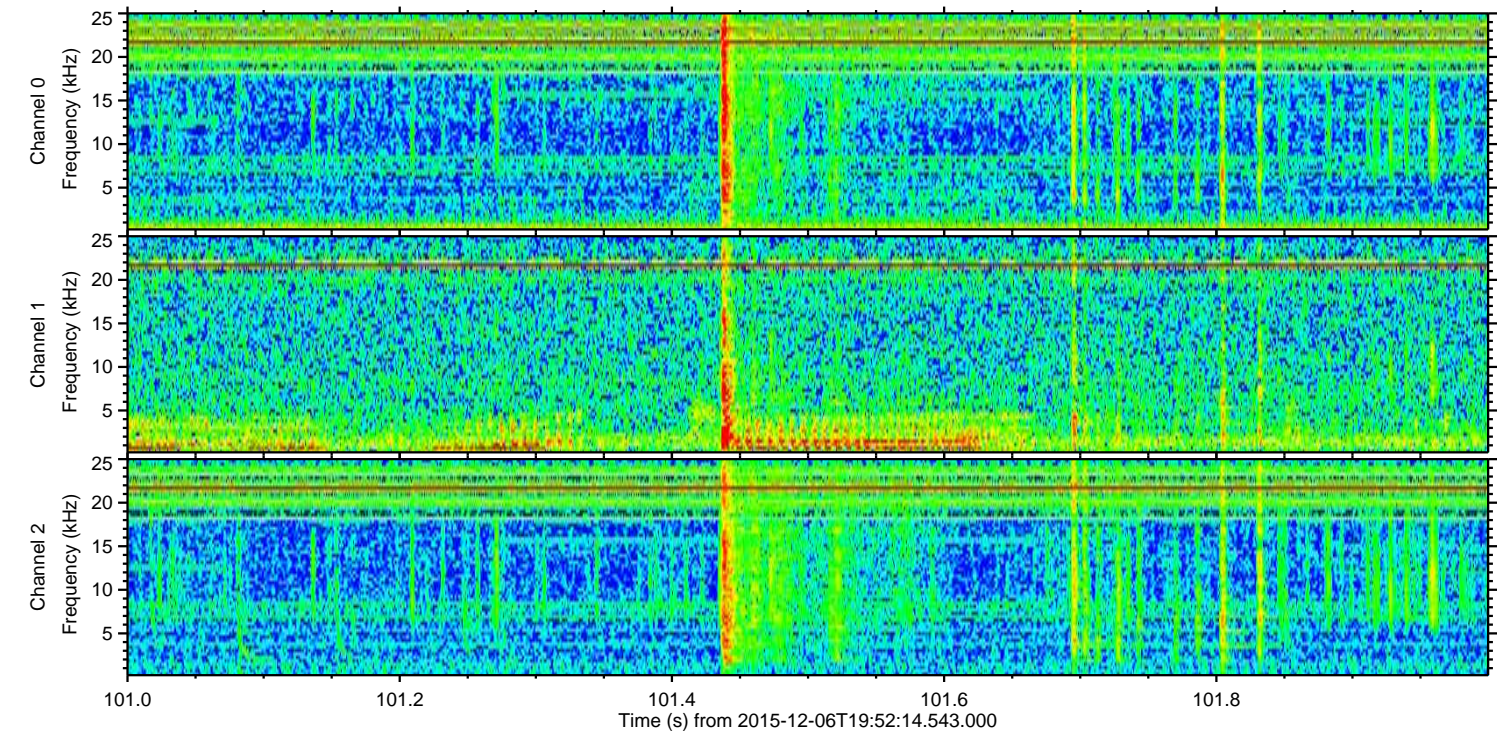 25
20
15
10
5
Channel 0
Frequency (kHz)
25
20
15
10
5
Channel 1
Frequency (kHz)
25
20
15
10
5
Channel 2
Frequency (kHz)
101.0 101.2 101.4 101.6 101.8
Time (s) from 2015-12-06T19:52:14.543.000